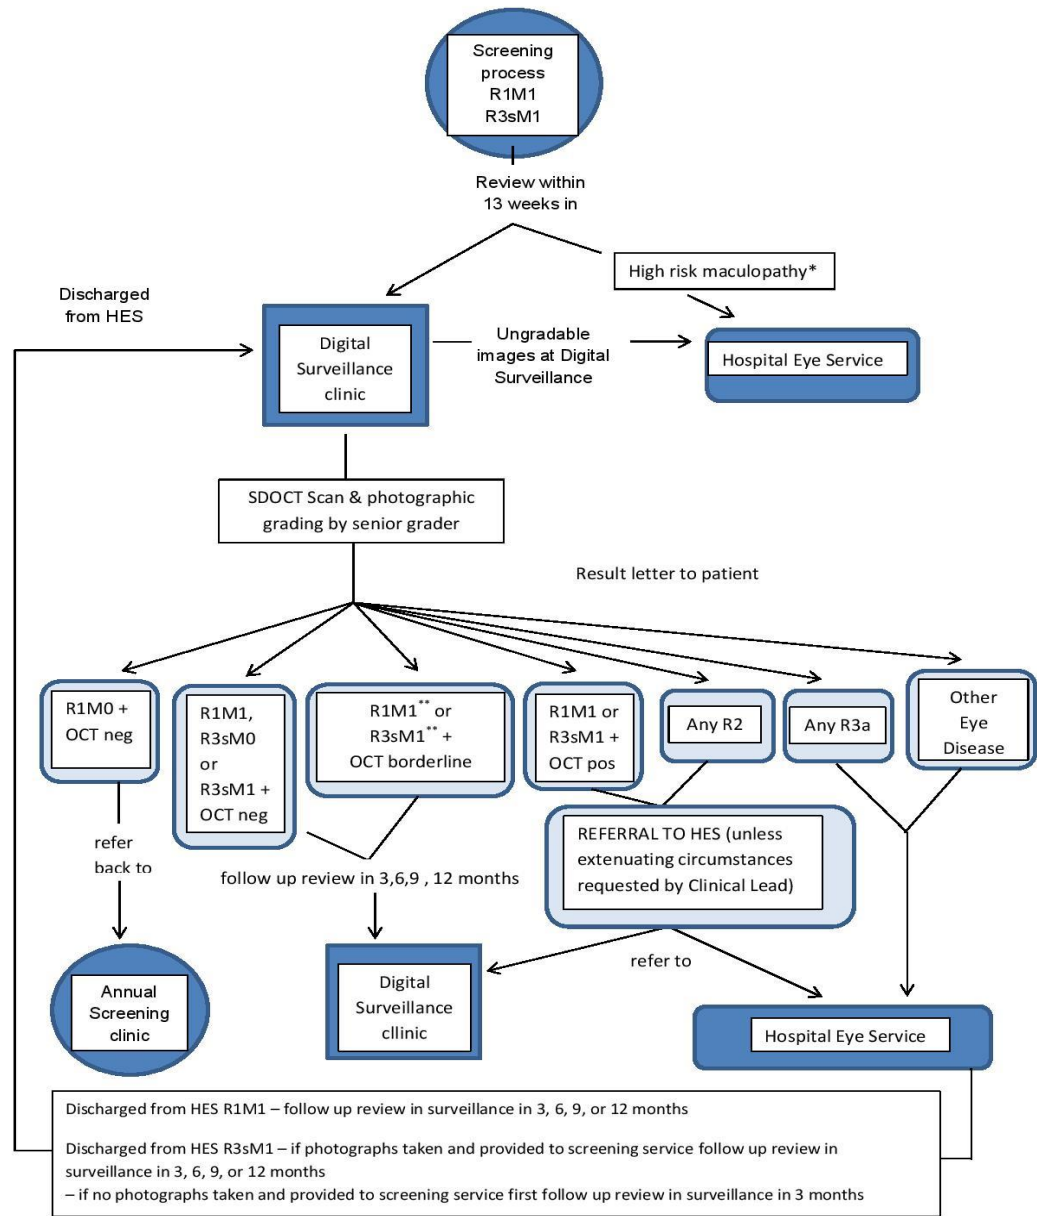 Screening
process
R1M1
R3sM1
Review within
13 weeks in
High risk maculopathy*
Discharged
from HES
Digital
Surveillance
clinic
Ungradable
images at Digital
Surveillance
Hospital Eye Service
SDOCT Scan & photographic
grading by senior grader
Result letter to patient
R1M0 +
OCT neg
R1M1,
R3sM0
or
R3sM1 +
OCT neg
R1M1** or
R3sM1** +
OCT borderline
R1M1 or
R3sM1 +
OCT pos
Any R2
Any R3a
Other
Eye
Disease
refer
back to
follow up review in 3,6,9 , 12 months
REFERRAL TO HES (unless
extenuating circumstances
requested by Clinical Lead)
refer to
Annual
Screening
clinic
Digital
Surveillance
cllinic
Hospital Eye Service
Discharged from HES R1M1 – follow up review in surveillance in 3, 6, 9, or 12 months
Discharged from HES R3sM1 – if photographs taken and provided to screening service follow up review in
surveillance in 3, 6, 9, or 12 months
– if no photographs taken and provided to screening service first follow up review in surveillance in 3 months